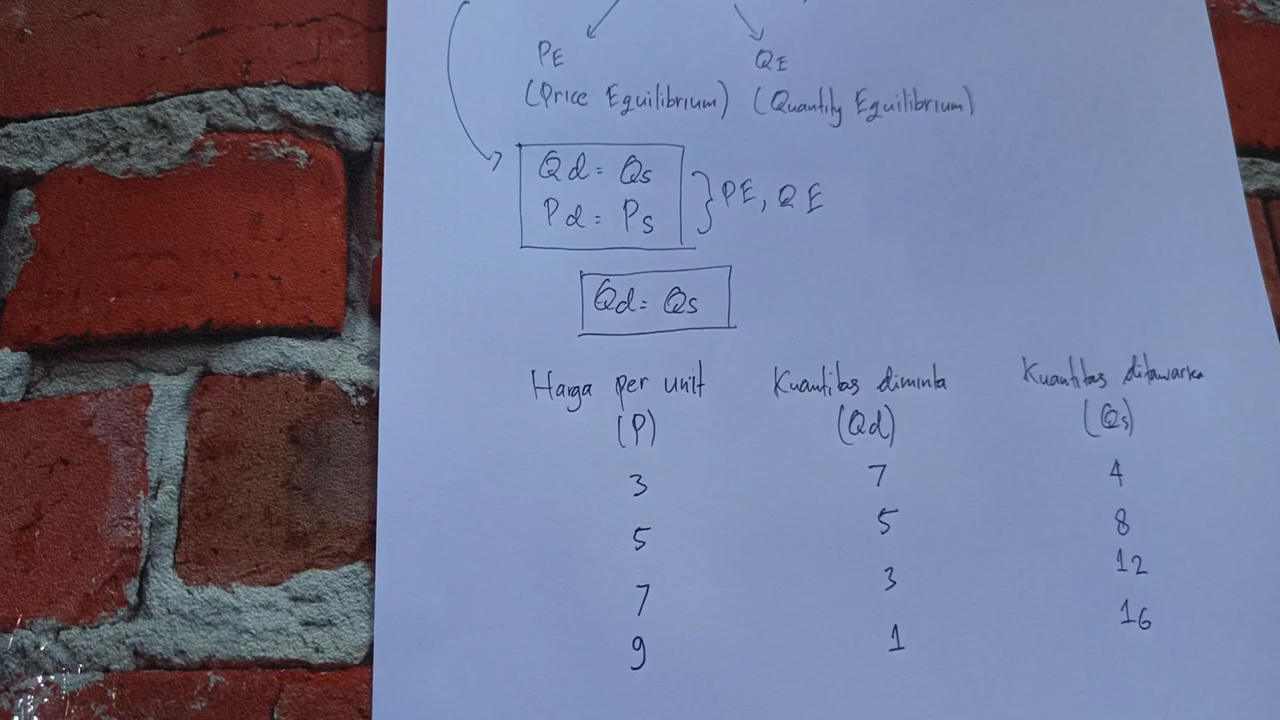 PE QE
(Price Equilibrium) (Quantity Equilibrium)
Qd = Qs
Pd = Ps } PE, QE
Qd = Qs
Harga per unit Kuantitas diminta Kuantitas ditawarka
(P) (Qd) (Qs)
3 7 4
5 5 8
7 3 12
9 1 16